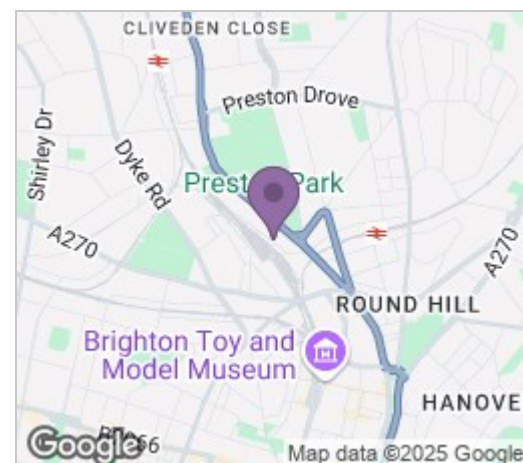 CLIVEDEN CLOSE
Preston Drove
Shirley Dr
Dyke Rd
Prest Park
A270
A270
ROUND HILL
Brighton Toy and
Model Museum
HANOVE
Google
Map data ©2025 Google